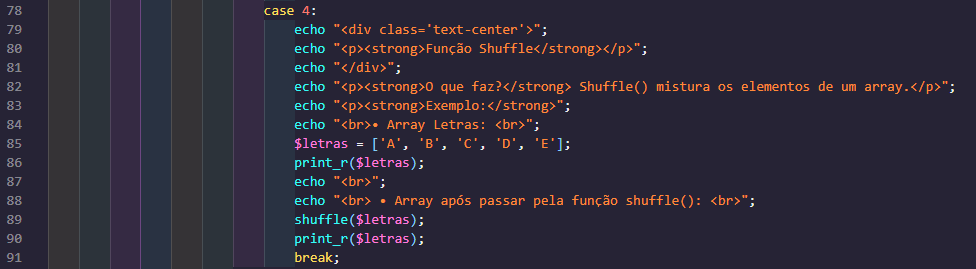 78 case 4:
79 echo "<div class='text-center'>";
80 echo "<p><strong>Função Shuffle</strong></p>";
81 echo "</div>";
82 echo "<p><strong>O que faz?</strong> Shuffle() mistura os elementos de um array.</p>";
83 echo "<p><strong>Exemplo:</strong>";
84 echo "<br>• Array Letras: <br>";
85 $letras = ['A', 'B', 'C', 'D', 'E'];
86 print_r($letras);
87 echo "<br>";
88 echo "<br> • Array após passar pela função shuffle(): <br>";
89 shuffle($letras);
90 print_r($letras);
91 break;